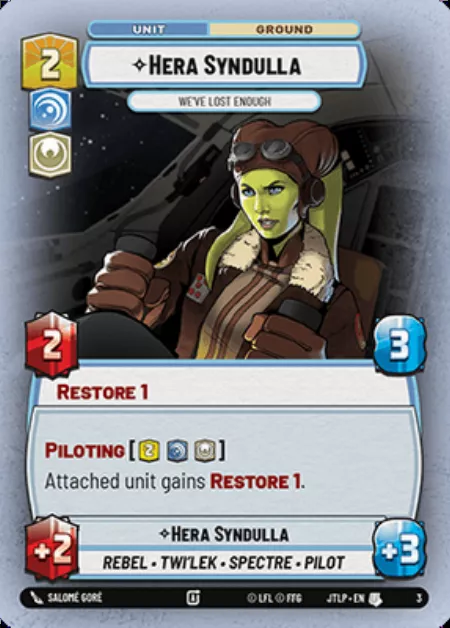 UNIT GROUND
2
HERA SYNDULLA
WE'VE LOST ENOUGH
2 3
RESTORE 1
PILOTING [2]
Attached unit gains RESTORE 1.
HERA SYNDULLA
+2 +3
REBEL • TWI'LEK • SPECTRE • PILOT
SALOMÉ GORÉ © LFL © FFG JTLP • EN 3